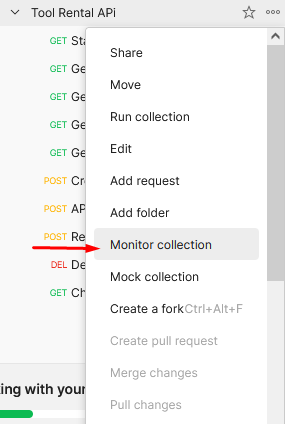 Tool Rental APi
GET Sta
Share
GET Ge
Move
GET Ge
Run collection
GET Ge
Edit
GET Ge
POST Cre
Add request
POST AP
Add folder
POST Re
Monitor collection
DEL De
Mock collection
GET Ch
Create a fork Ctrl+Alt+F
Create pull request
Merge changes
king with your
Pull changes